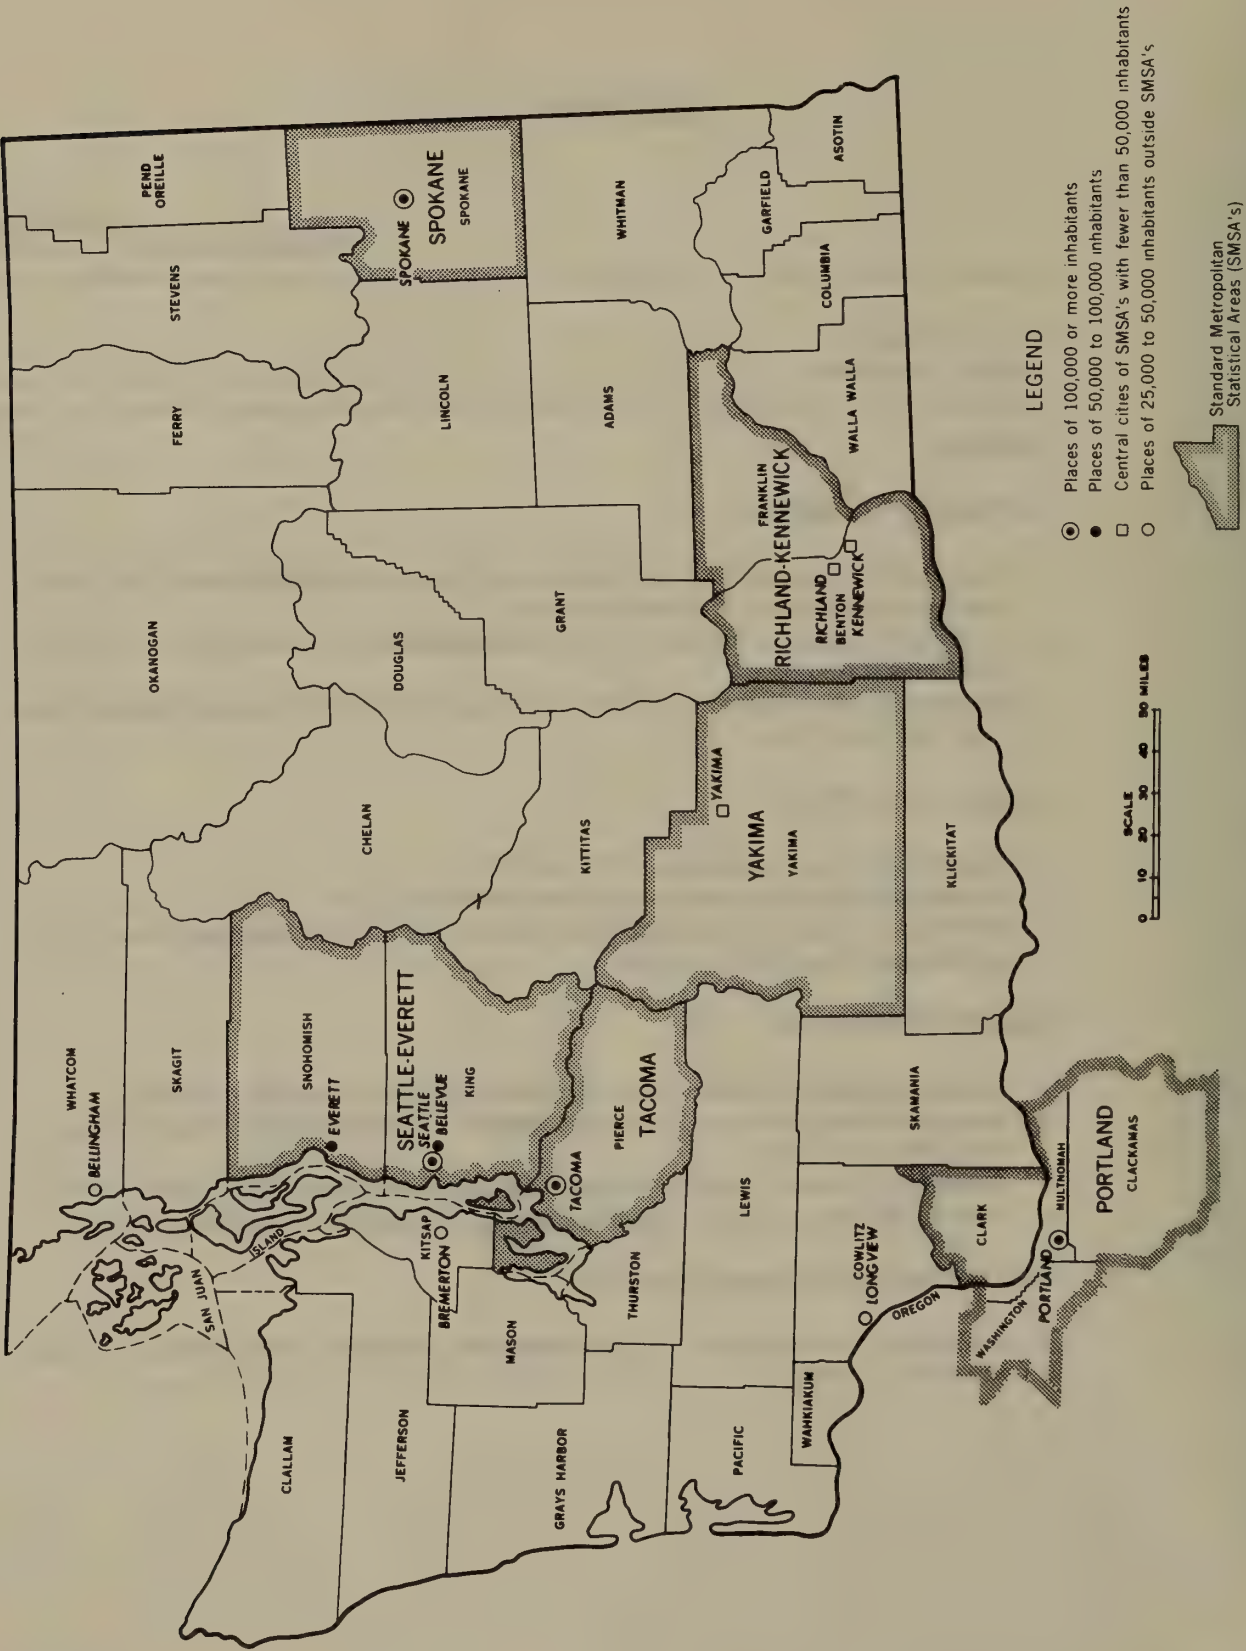 WHATCOM
BELLINGHAM
SAN JUAN
SKAGIT
ISLAND
OKANOGAN
FERRY
STEVENS
PEND
OREILLE
CLALLAM
SNOHOMISH
EVERETT
CHELAN
DOUGLAS
LINCOLN
SPOKANE
SPOKANE
SPOKANE
JEFFERSON
KITSAP
BREMERTON
SEATTLE-EVERETT
SEATTLE
BELLEVUE
KING
GRAYS HARBOR
MASON
KITTITAS
GRANT
ADAMS
WHITMAN
TACOMA
PIERCE
TACOMA
THURSTON
PACIFIC
LEWIS
YAKIMA
YAKIMA
YAKIMA
FRANKLIN
RICHLAND-KENNEWICK
RICHLAND
BENTON
KENNEWICK
WALLA WALLA
COLUMBIA
GARFIELD
ASOTIN
WAHKIAKUM
COWLITZ
LONGVIEW
SKAMANIA
KLICKITAT
CLARK
OREGON
WASHINGTON
PORTLAND
MULTNOMAH
PORTLAND
CLACKAMAS
SCALE
0 10 20 30 40 50 MILES
LEGEND
Places of 100,000 or more inhabitants
Places of 50,000 to 100,000 inhabitants
Central cities of SMSA's with fewer than 50,000 inhabitants
Places of 25,000 to 50,000 inhabitants outside SMSA's
Standard Metropolitan
Statistical Areas (SMSA's)